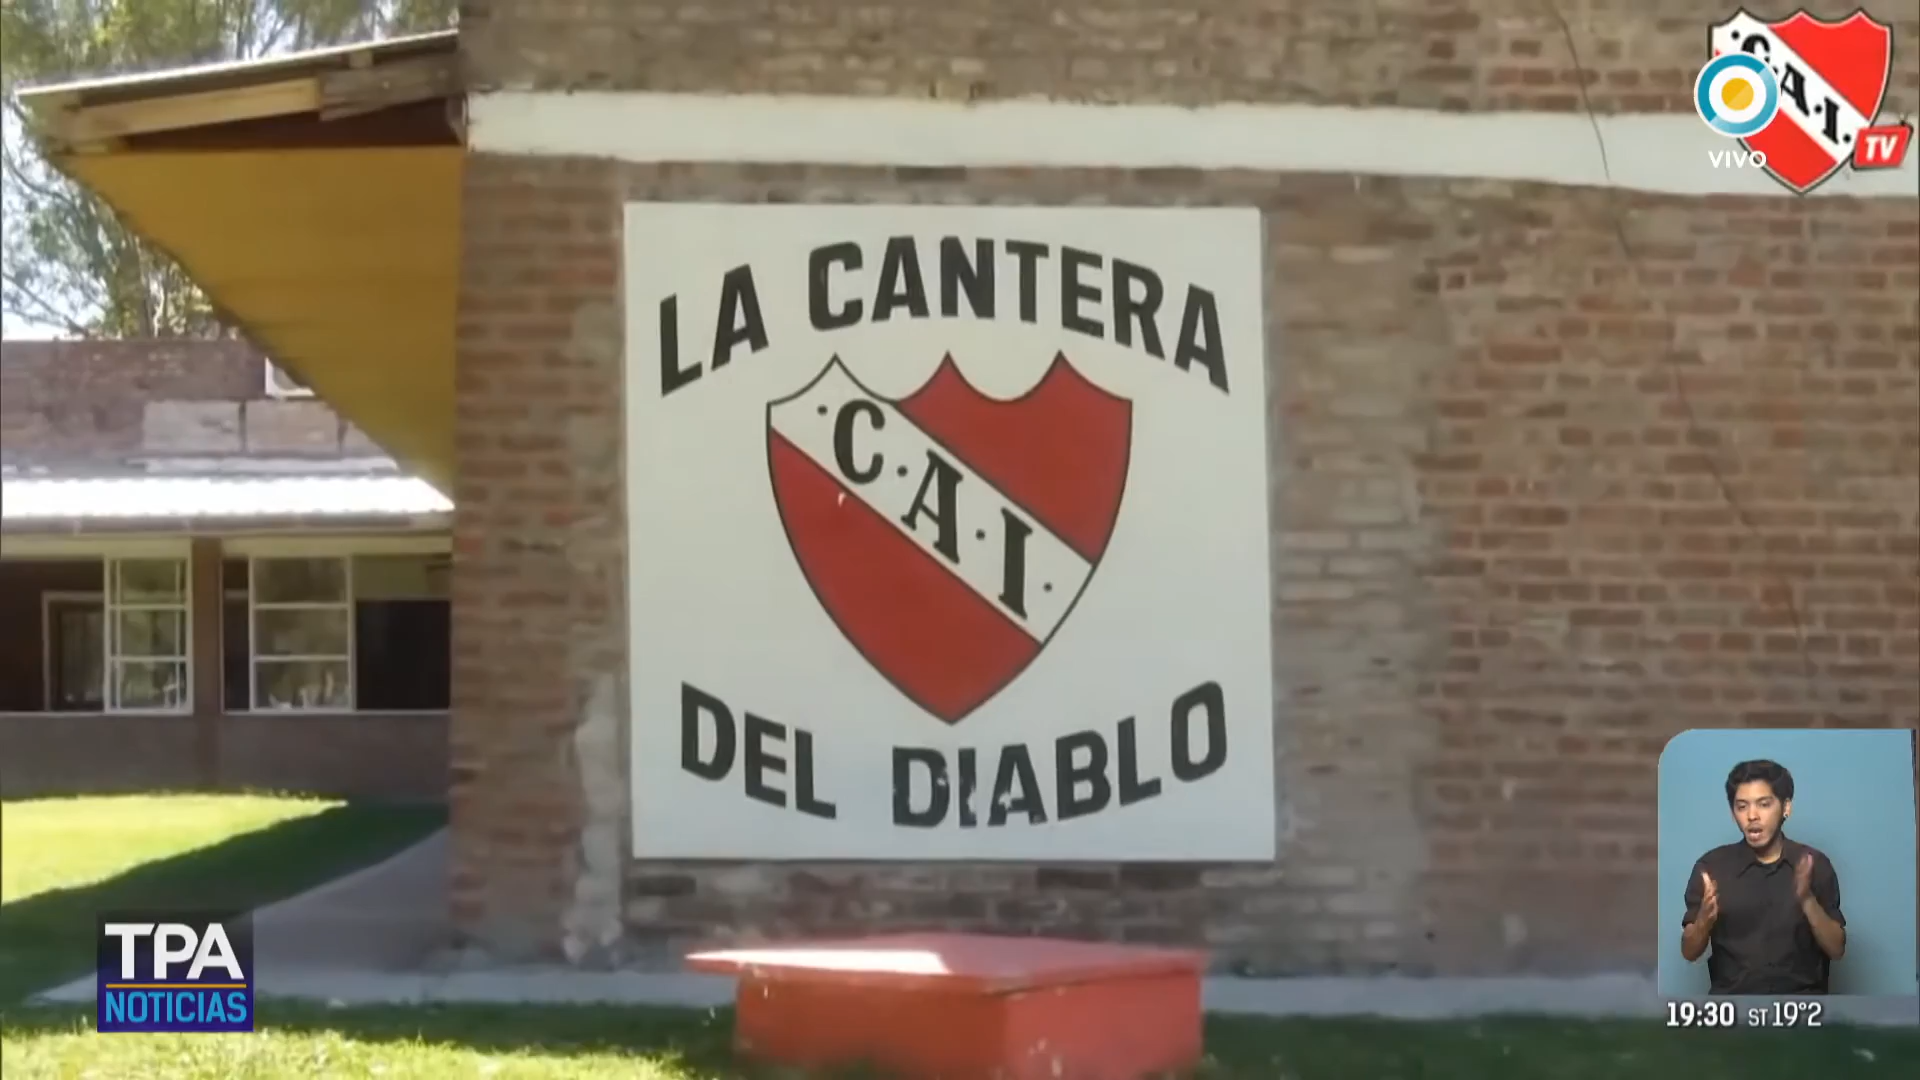 ·C·A·I·
TV
VIVO
LA CANTERA
·C·A·I·
DEL DIABLO
TPA
NOTICIAS
19:30 ST 19°2